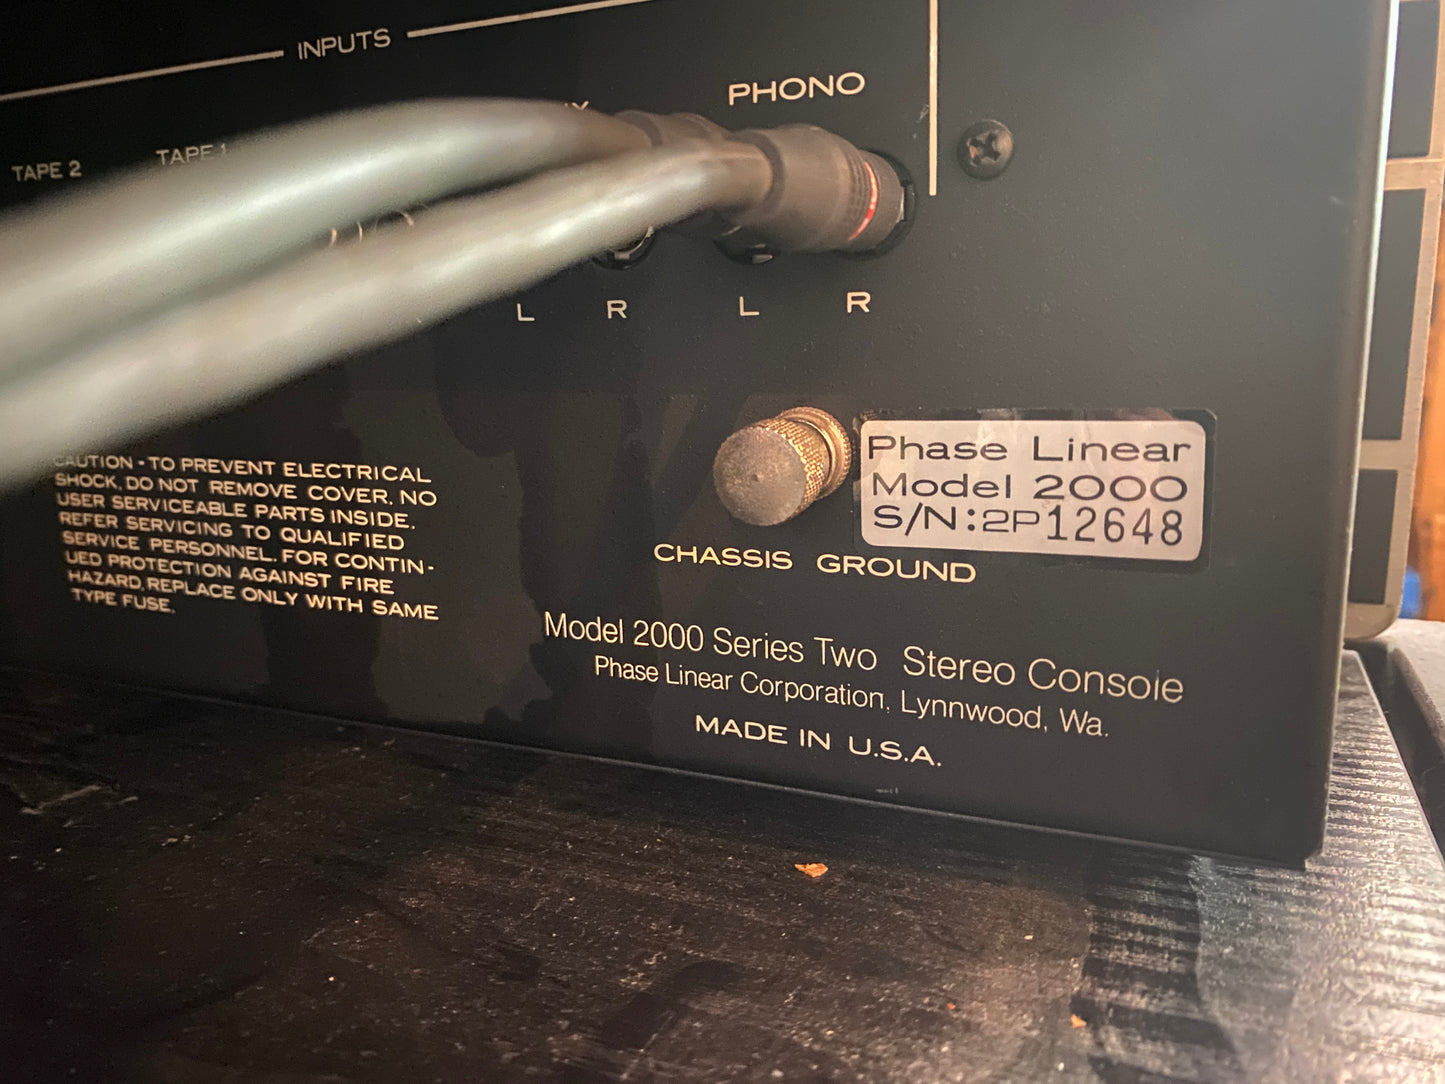 INPUTS
PHONO
TAPE 2
TAPE 1
L R L R
CAUTION - TO PREVENT ELECTRICAL
SHOCK, DO NOT REMOVE COVER. NO
USER SERVICEABLE PARTS INSIDE.
REFER SERVICING TO QUALIFIED
SERVICE PERSONNEL. FOR CONTIN-
UED PROTECTION AGAINST FIRE
HAZARD, REPLACE ONLY WITH SAME
TYPE FUSE.
Phase Linear
Model 2000
S/N:2P12648
CHASSIS GROUND
Model 2000 Series Two Stereo Console
Phase Linear Corporation, Lynnwood, Wa.
MADE IN U.S.A.